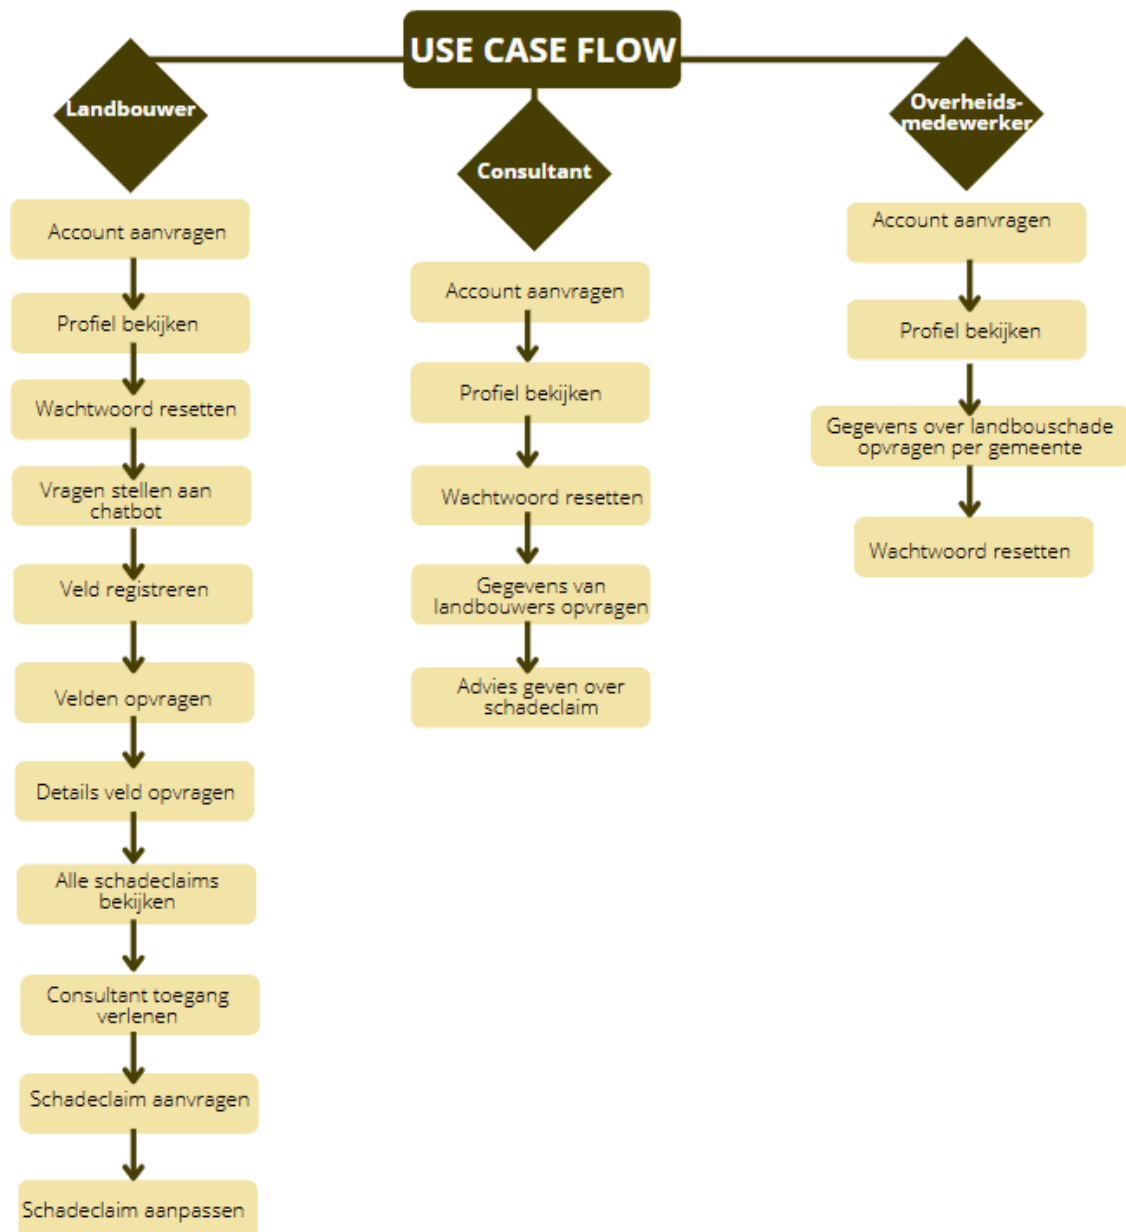 USE CASE FLOW
Landbouwer
Account aanvragen
Profiel bekijken
Wachtwoord resetten
Vragen stellen aan
chatbot
Veld registreren
Velden opvragen
Details veld opvragen
Alle schadeclaims
bekijken
Consultant toegang
verlenen
Schadeclaim aanvragen
Schadeclaim aanpassen
Consultant
Account aanvragen
Profiel bekijken
Wachtwoord resetten
Gegevens van
landbouwers opvragen
Advies geven over
schadeclaim
Overheids-
medewerker
Account aanvragen
Profiel bekijken
Gegevens over landbouschade
opvragen per gemeente
Wachtwoord resetten